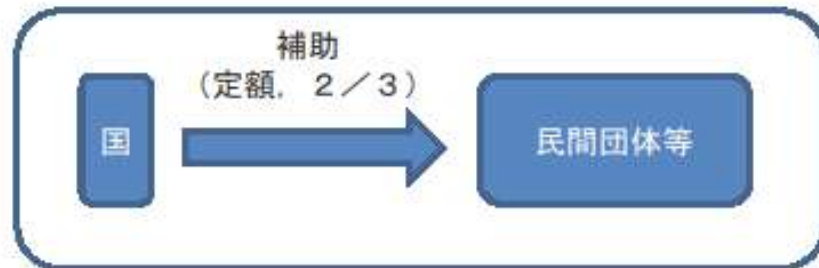 補助
（定額，２／３）
国
民間団体等